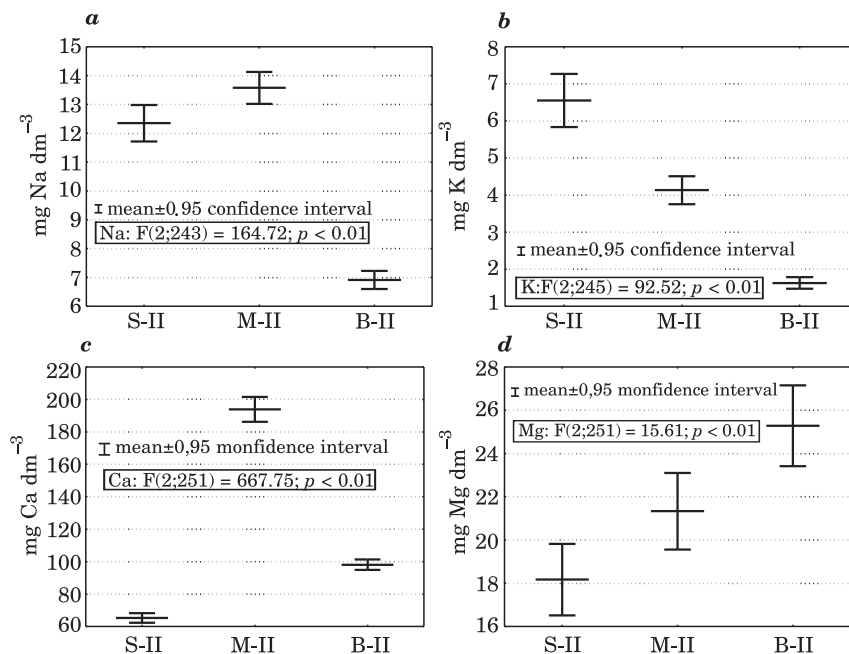 a
mg Na dm−3
15
14
13
12
11
10
9
8
7
6
mean±0.95 confidence interval
Na: F(2;243) = 164.72; p < 0.01
S-II M-II B-II
b
mg K dm−3
8
7
6
5
4
3
2
1
mean±0.95 confidence interval
K:F(2;245) = 92.52; p < 0.01
S-II M-II B-II
c
mg Ca dm−3
220
200
180
160
140
120
100
80
60
mean±0,95 monfidence interval
Ca: F(2;251) = 667.75; p < 0.01
S-II M-II B-II
d
mg Mg dm−3
28
26
25
22
21
20
18
16
mean±0,95 monfidence interval
Mg: F(2;251) = 15.61; p < 0.01
S-II M-II B-II